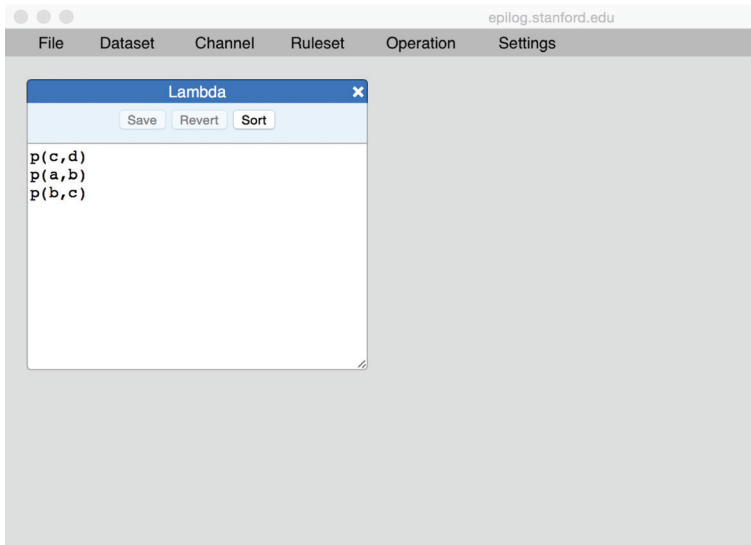 epilog.stanford.edu
File Dataset Channel Ruleset Operation Settings
Lambda
Save Revert Sort
p(c,d)
p(a,b)
p(b,c)